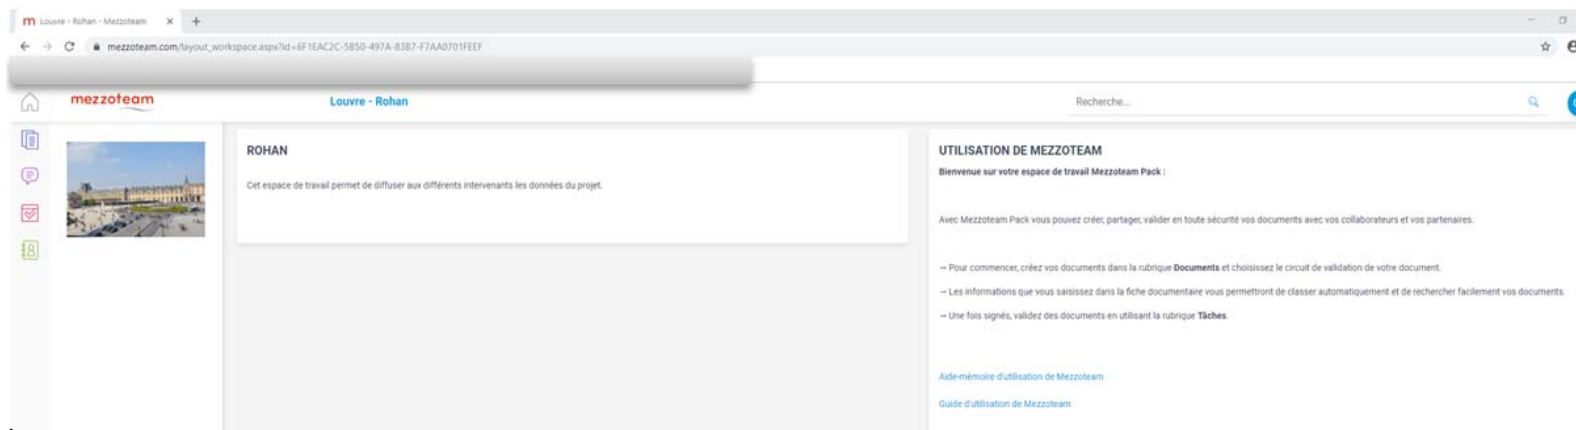 m Louvre - Rohan - Mezzoteam
mezzoteam.com/layout_workspace.aspx?id=6F1EAC2C-5850-497A-83B7-F7AA0701FEEF
mezzoteam
Louvre - Rohan
Recherche...
ROHAN
Cet espace de travail permet de diffuser aux différents intervenants les données du projet.
UTILISATION DE MEZZOTEAM
Bienvenue sur votre espace de travail Mezzoteam Pack :
Avec Mezzoteam Pack vous pouvez créer, partager, valider en toute sécurité vos documents avec vos collaborateurs et vos partenaires.
– Pour commencer, créez vos documents dans la rubrique Documents et choisissez le circuit de validation de votre document.
– Les informations que vous saisissez dans la fiche documentaire vous permettront de classer automatiquement et de rechercher facilement vos documents.
– Une fois signés, validez des documents en utilisant la rubrique Tâches.
Aide-mémoire d'utilisation de Mezzoteam
Guide d'utilisation de Mezzoteam